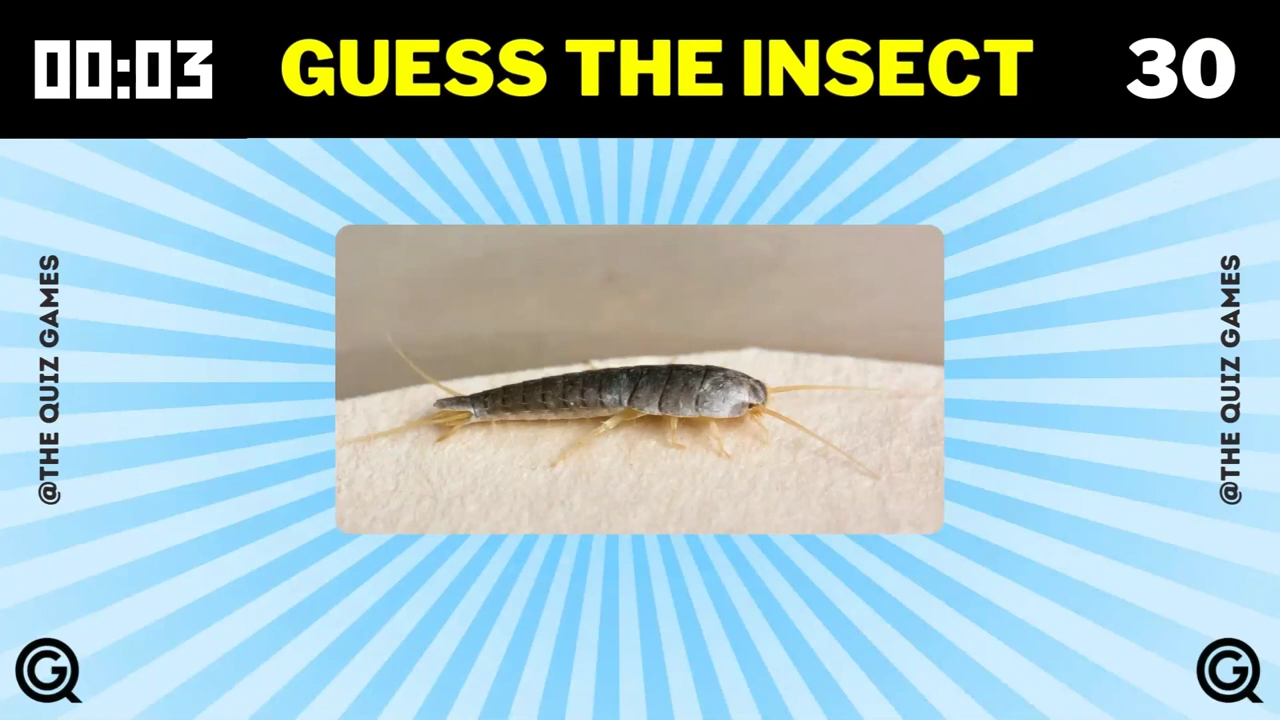 00:03
GUESS THE INSECT
30
@THE QUIZ GAMES
@THE QUIZ GAMES